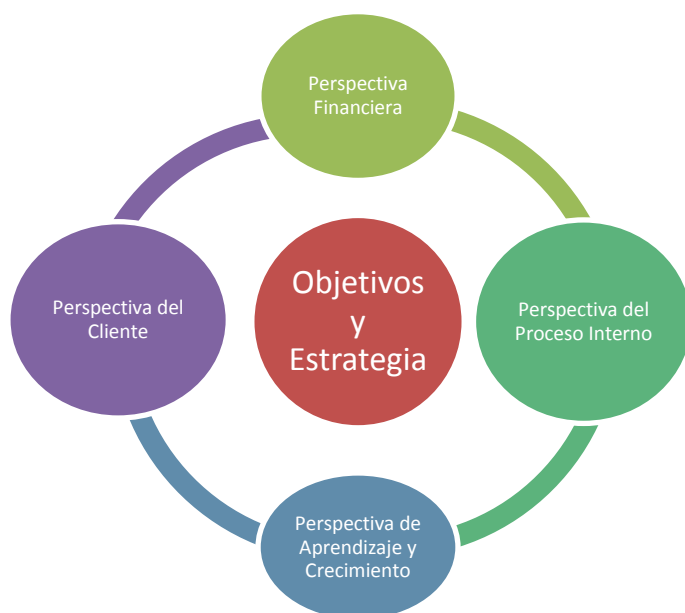 Perspectiva
Financiera
Perspectiva del
Cliente
Objetivos
y
Estrategia
Perspectiva del
Proceso Interno
Perspectiva de
Aprendizaje y
Crecimiento